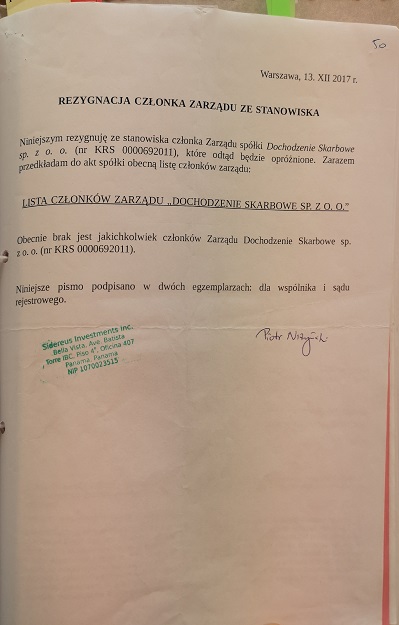 50
Warszawa, 13. XII 2017 r.
REZYGNACJA CZŁONKA ZARZĄDU ZE STANOWISKA
Niniejszym rezygnuję ze stanowiska członka Zarządu spółki Dochodzenie Skarbowe
sp. z o. o. (nr KRS 0000692011), które odtąd będzie opróżnione. Zarazem
przedkładam do akt spółki obecną listę członków zarządu:
LISTA CZŁONKÓW ZARZĄDU „DOCHODZENIE SKARBOWE SP. Z O. O.”
Obecnie brak jest jakichkolwiek członków Zarządu Dochodzenie Skarbowe sp.
z o. o. (nr KRS 0000692011).
Niniejsze pismo podpisano w dwóch egzemplarzach: dla wspólnika i sądu
rejestrowego.
Sidereus Investments Inc.
Bella Vista, Ave. Batista
Torre IBC, Piso 4°, Oficina 407
Panama, Panama
NIP 1070023515
Piotr Niżyński